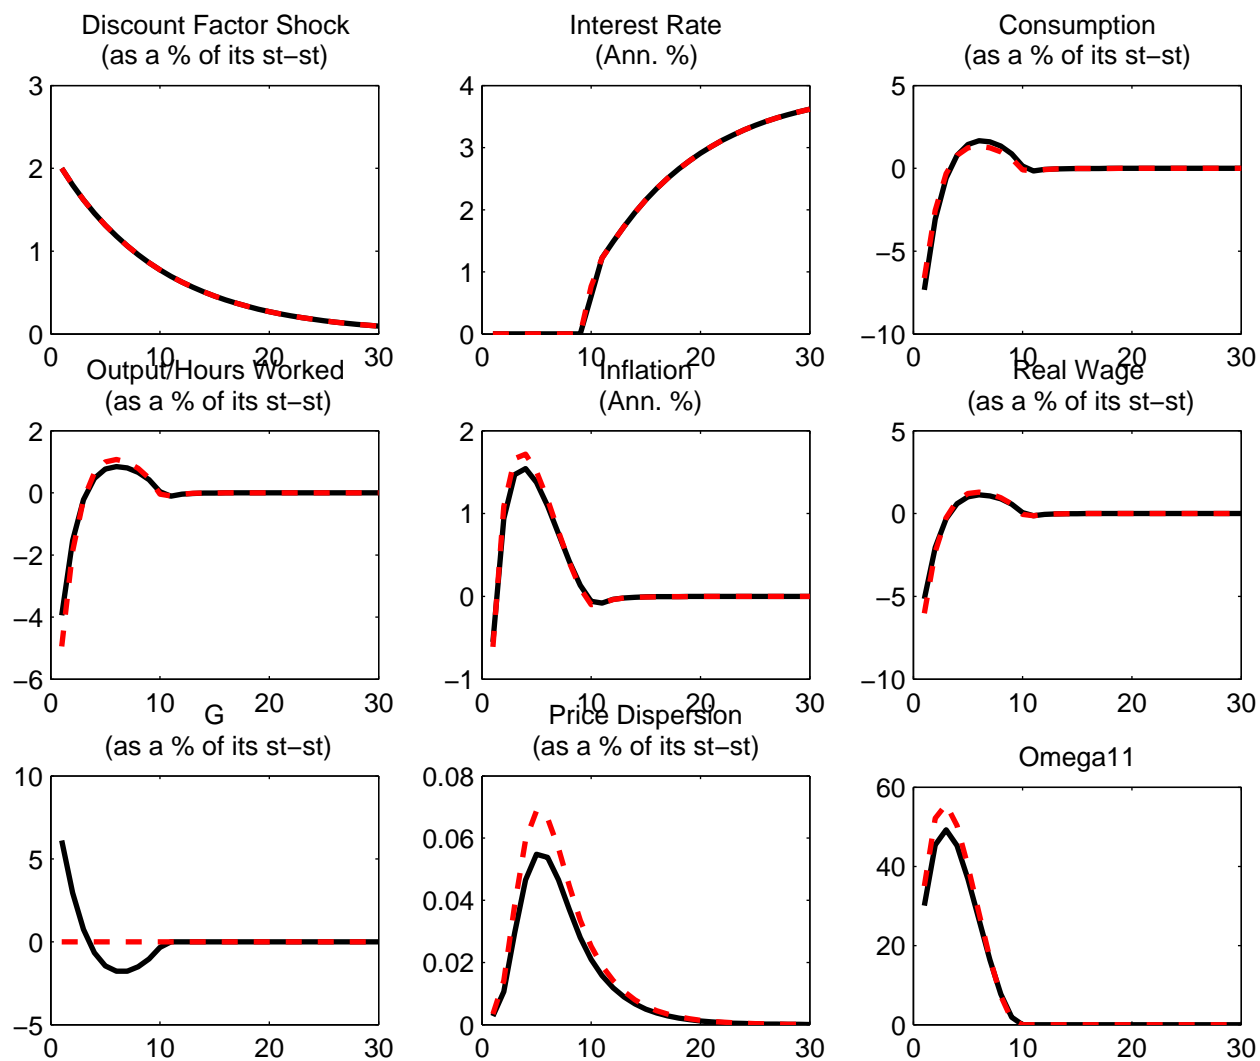 Discount Factor Shock
(as a % of its st−st)
3
2
1
0
0 10 20 30
Interest Rate
(Ann. %)
4
3
2
1
0
0 10 20 30
Consumption
(as a % of its st−st)
5
0
−5
−10
0 10 20 30
Output/Hours Worked
(as a % of its st−st)
2
0
−2
−4
−6
0 10 20 30
Inflation
(Ann. %)
2
1
0
−1
0 10 20 30
Real Wage
(as a % of its st−st)
5
0
−5
−10
0 10 20 30
G
(as a % of its st−st)
10
5
0
−5
0 10 20 30
Price Dispersion
(as a % of its st−st)
0.08
0.06
0.04
0.02
0
0 10 20 30
Omega11
60
40
20
0
0 10 20 30